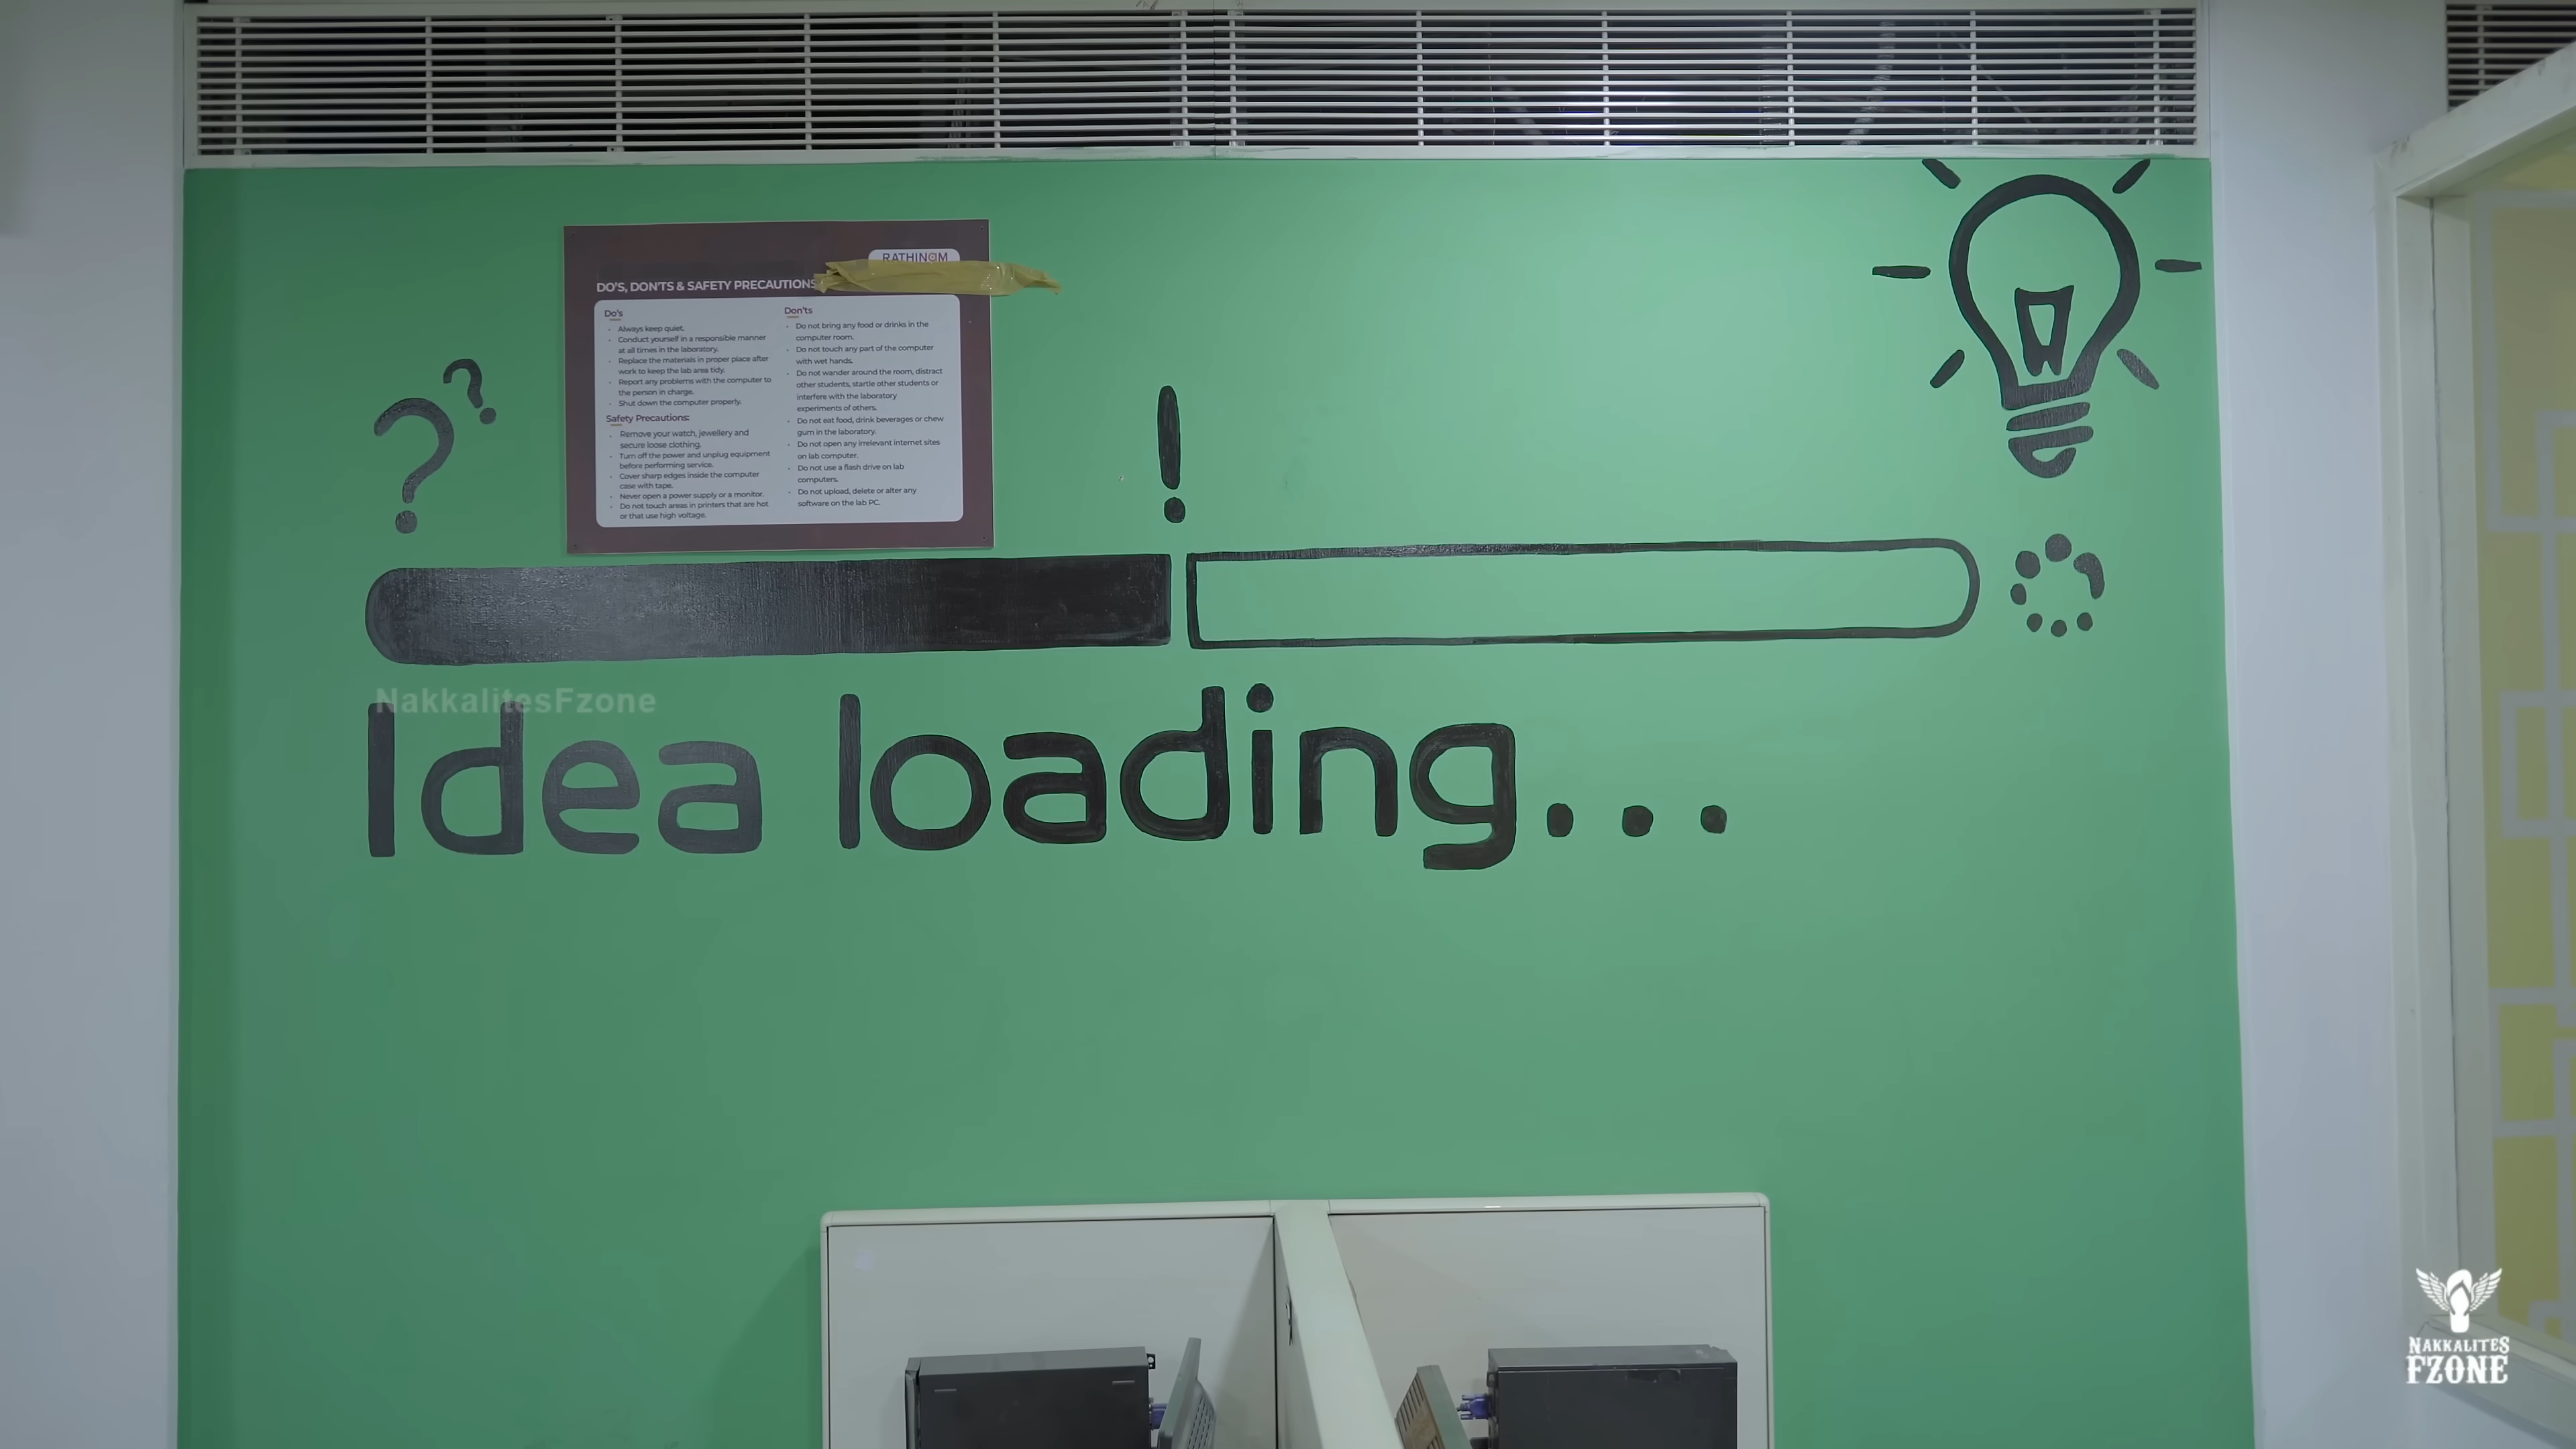 RATHINAM
DO'S, DON'TS & SAFETY PRECAUTIONS
Do's
- Always keep quiet.
- Conduct yourself in a responsible manner
at all times in the laboratory.
- Replace the materials in proper place after
work to keep the lab area tidy.
- Report any problems with the computer to
the person in charge.
- Shut down the computer properly.
Safety Precautions:
- Remove your watch, jewellery and
secure loose clothing.
- Turn off the power and unplug equipment
before performing service.
- Cover sharp edges inside the computer
case with tape.
- Never open a power supply or a monitor.
- Do not touch areas in printers that are hot
or that use high voltage.
Don'ts
- Do not bring any food or drinks in the
computer room.
- Do not touch any part of the computer
with wet hands.
- Do not wander around the room, distract
other students, startle other students or
interfere with the laboratory
experiments of others.
- Do not eat food, drink beverages or chew
gum in the laboratory.
- Do not open any irrelevant internet sites
on lab computer.
- Do not use a flash drive on lab
computers.
- Do not upload, delete or alter any
software on the lab PC.
? ?
!
NakkalitesFzone
Idea loading...
NAKKALITES
FZONE